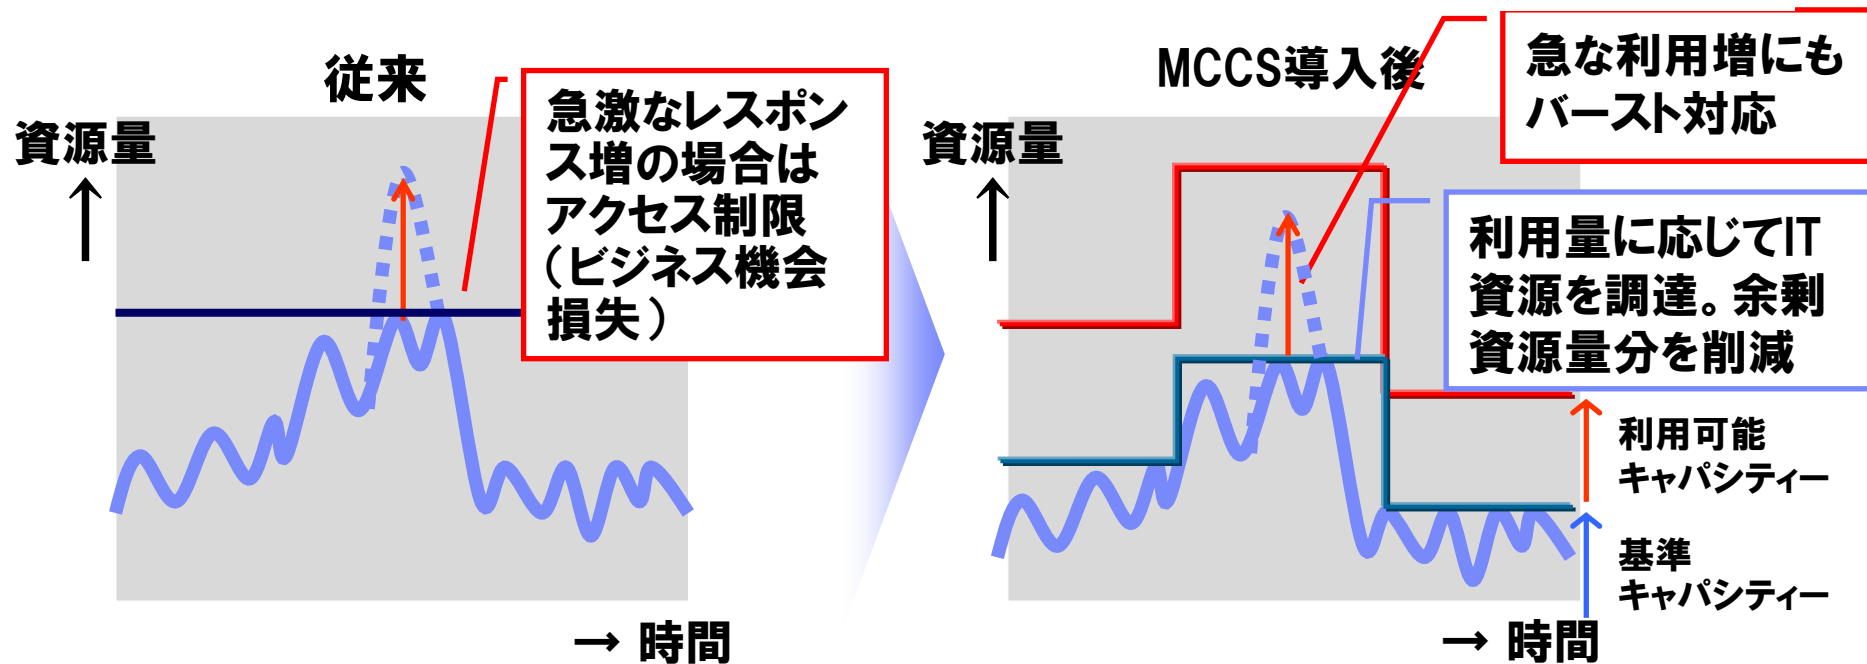 従来
資源量
急激なレスポン
ス増の場合は
アクセス制限
（ビジネス機会
損失）
→ 時間
MCCS導入後
資源量
急な利用増にも
バースト対応
利用量に応じてIT
資源を調達。余剰
資源量分を削減
利用可能
キャパシティー
基準
キャパシティー
→ 時間